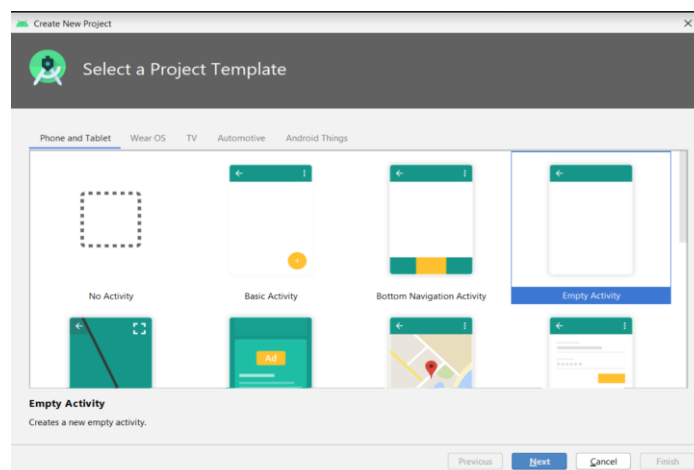 Create New Project
Select a Project Template
Phone and Tablet Wear OS TV Automotive Android Things
No Activity Basic Activity Bottom Navigation Activity Empty Activity
Ad
Empty Activity
Creates a new empty activity.
Previous Next Cancel Finish